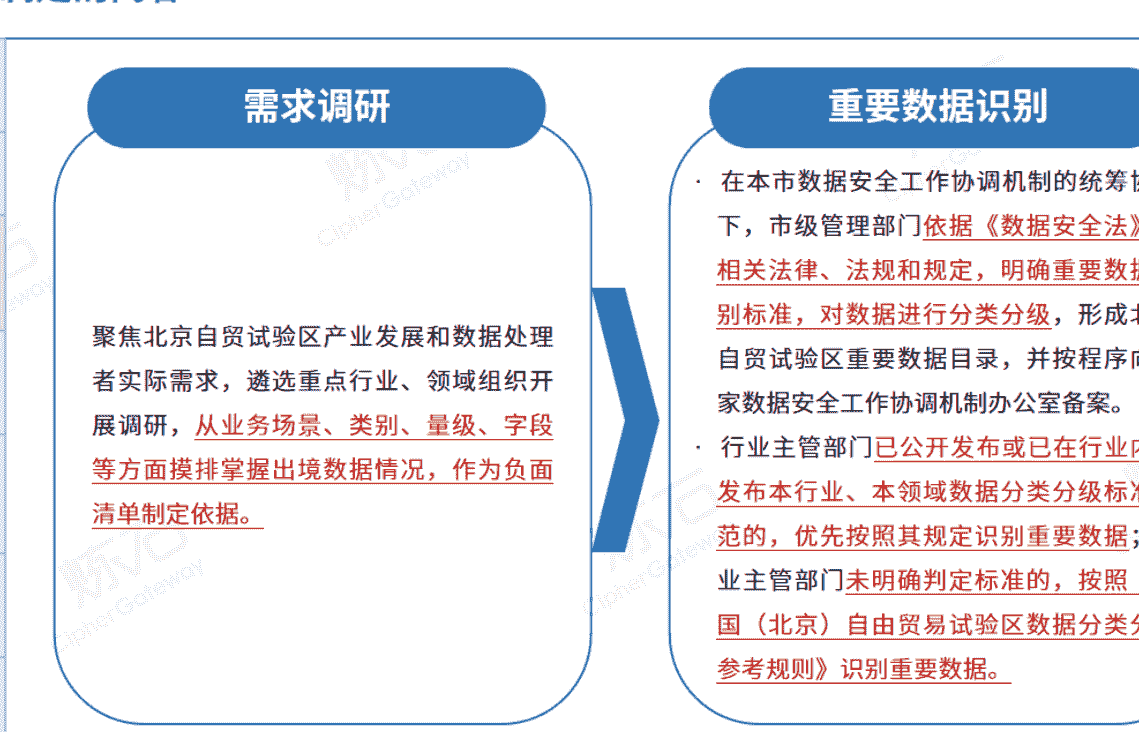 需求调研
聚焦北京自贸试验区产业发展和数据处理
者实际需求，遴选重点行业、领域组织开
展调研，从业务场景、类别、量级、字段
等方面摸排掌握出境数据情况，作为负面
清单制定依据。
重要数据识别
· 在本市数据安全工作协调机制的统筹
下，市级管理部门依据《数据安全法》
相关法律、法规和规定，明确重要数据
别标准，对数据进行分类分级，形成北
自贸试验区重要数据目录，并按程序向
家数据安全工作协调机制办公室备案。
· 行业主管部门已公开发布或已在行业内
发布本行业、本领域数据分类分级标准
范的，优先按照其规定识别重要数据；
业主管部门未明确判定标准的，按照
国（北京）自由贸易试验区数据分类分
参考规则》识别重要数据。
CipherGateway
CipherGateway
CipherGateway